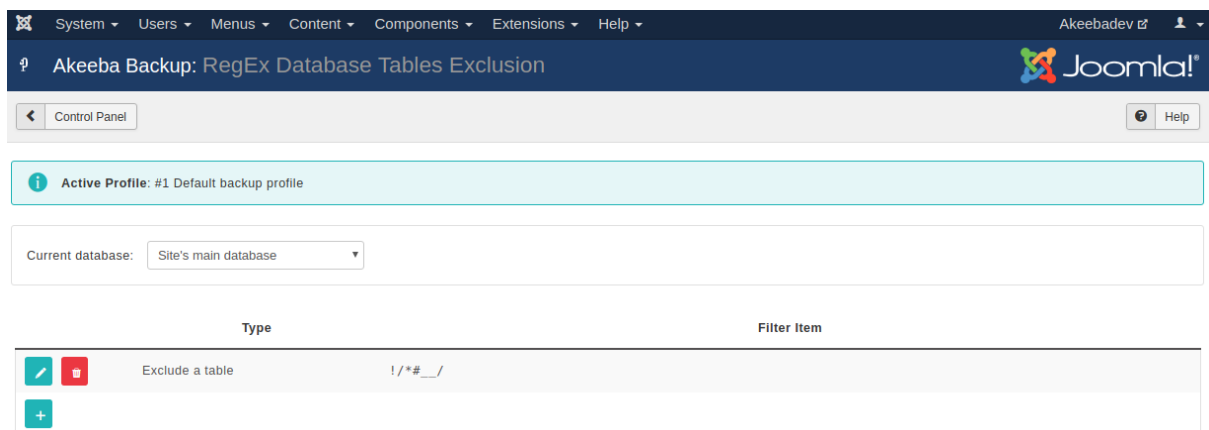 System Users Menus Content Components Extensions Help Akeebadev
Akeeba Backup: RegEx Database Tables Exclusion Joomla!®
Control Panel Help
Active Profile: #1 Default backup profile
Current database: Site's main database
Type Filter Item
Exclude a table !/*#__/